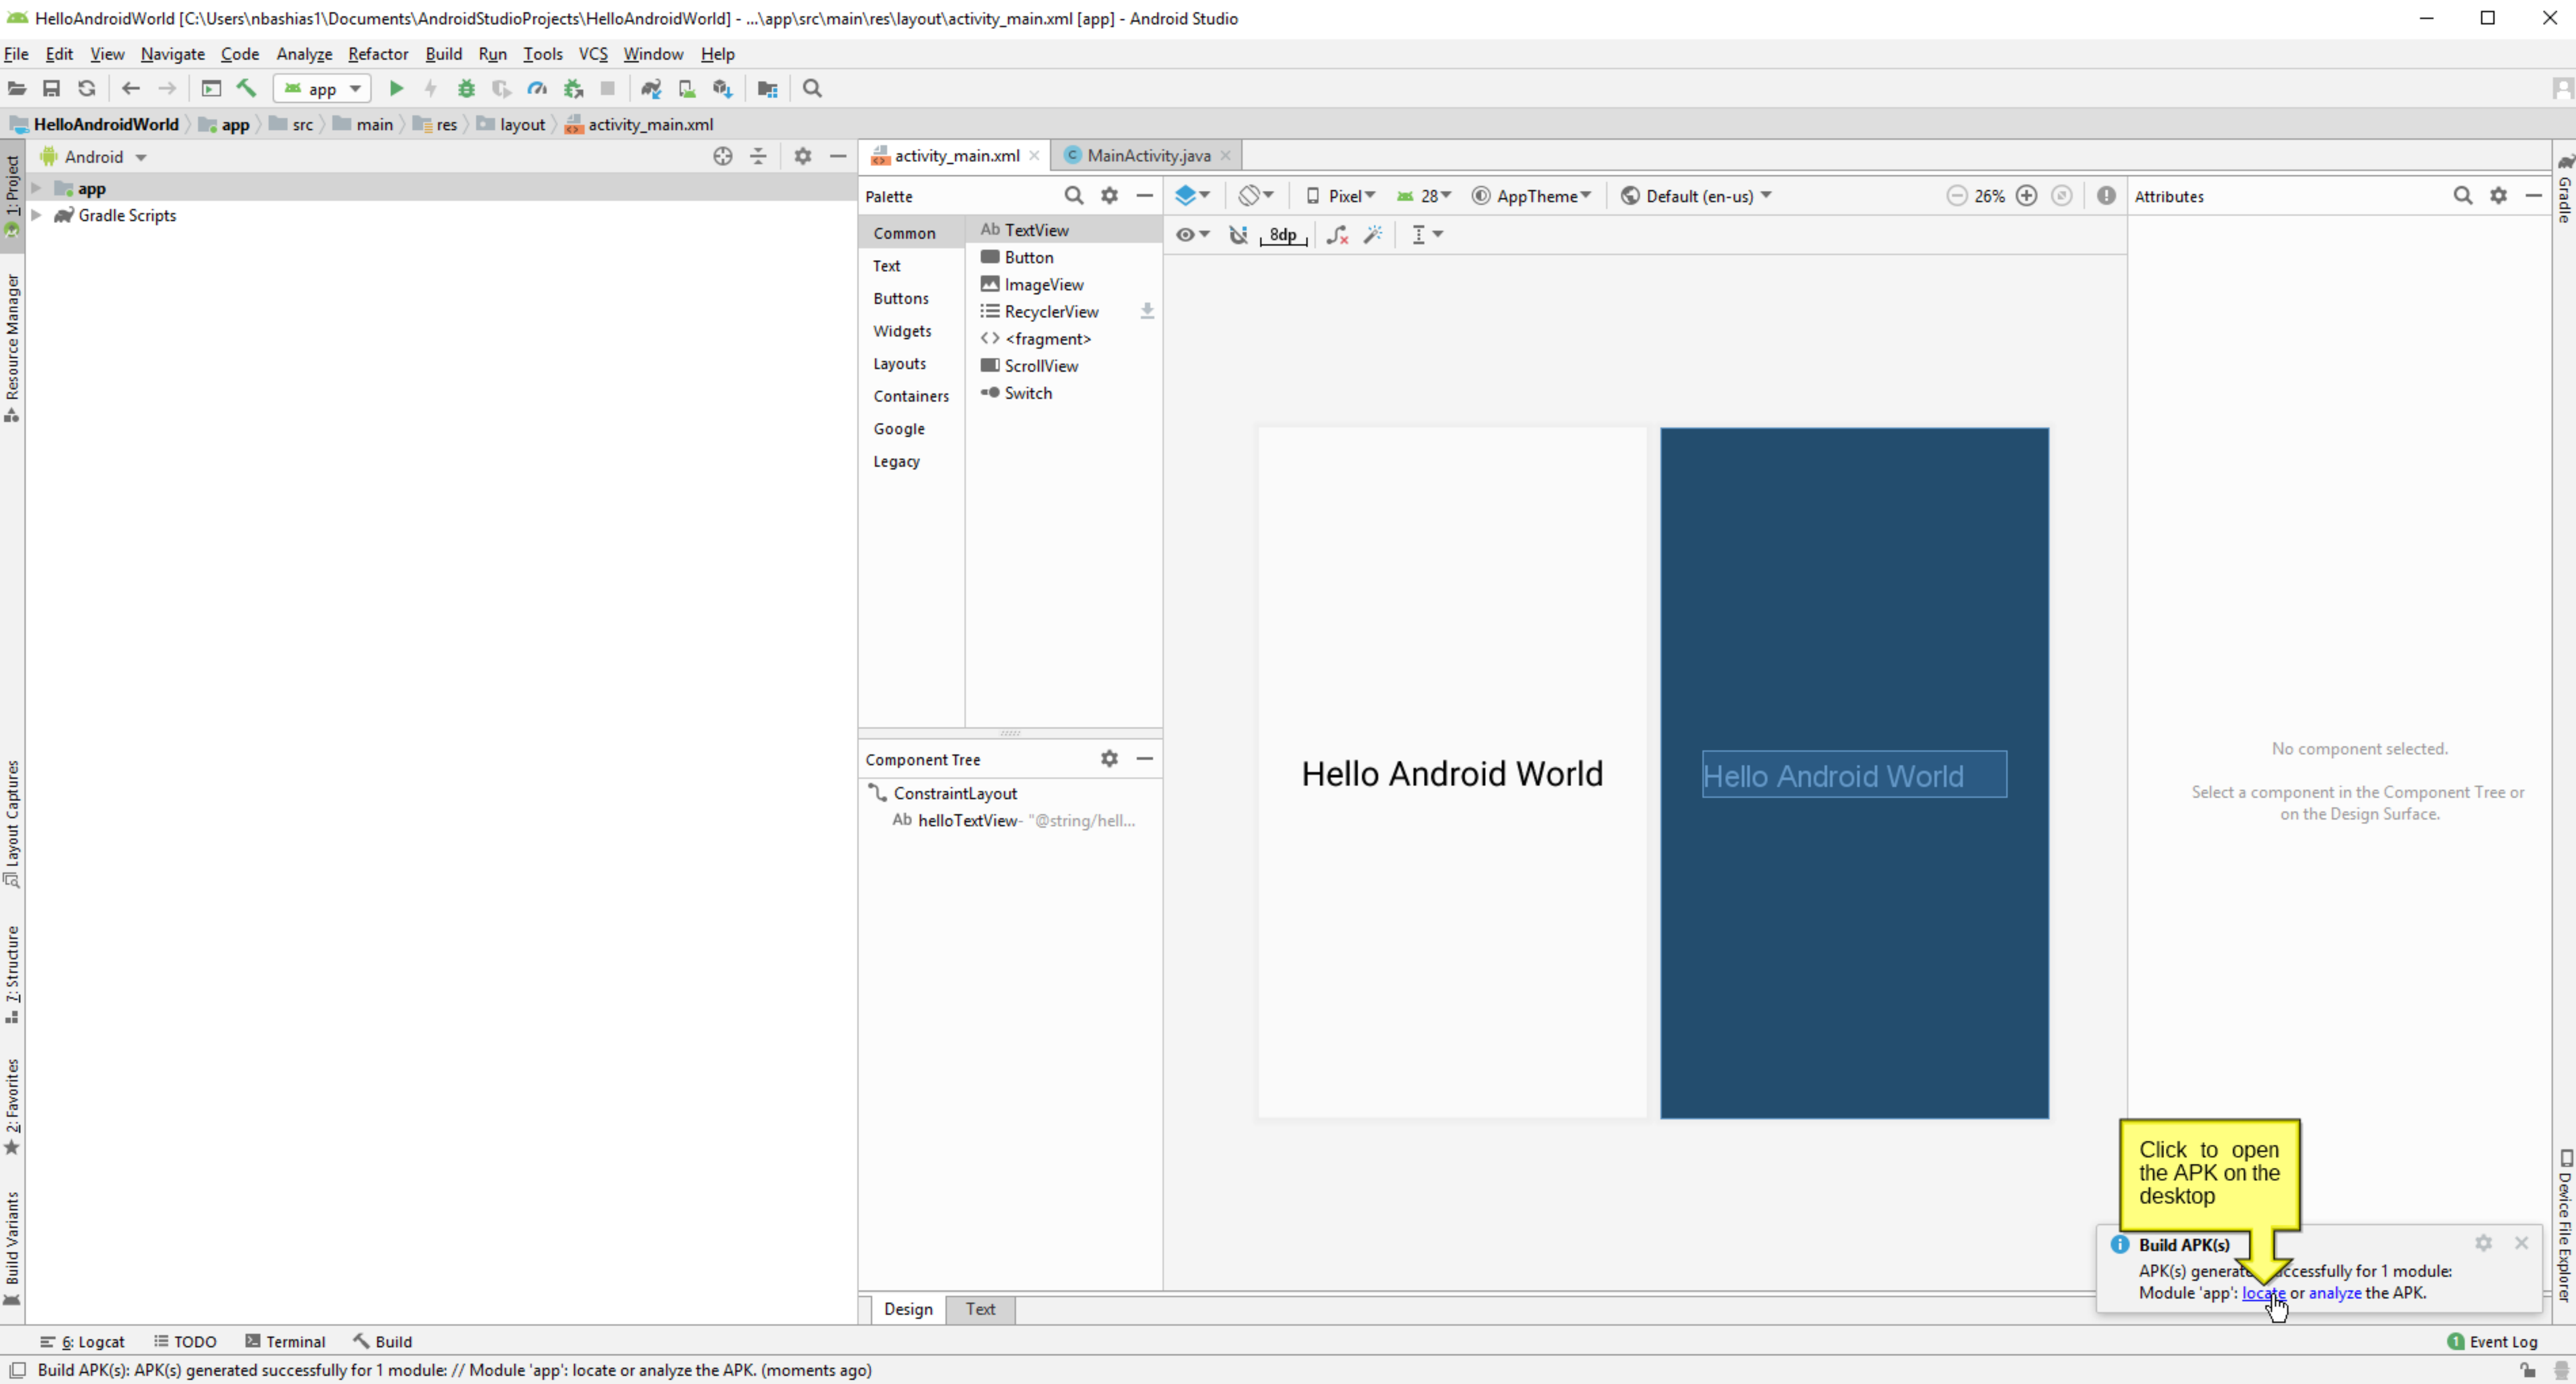 HelloAndroidWorld [C:\Users\nbashias1\Documents\AndroidStudioProjects\HelloAndroidWorld] - ...\app\src\main\res\layout\activity_main.xml [app] - Android Studio
File Edit View Navigate Code Analyze Refactor Build Run Tools VCS Window Help
app
HelloAndroidWorld app src main res layout activity_main.xml
1: Project
Resource Manager
Layout Captures
7: Structure
2: Favorites
Build Variants
Android
app
Gradle Scripts
activity_main.xml MainActivity.java
Palette
Common
Text
Buttons
Widgets
Layouts
Containers
Google
Legacy
Ab TextView
Button
ImageView
RecyclerView
<> <fragment>
ScrollView
Switch
Component Tree
ConstraintLayout
Ab helloTextView- "@string/hell...
Pixel 28 AppTheme Default (en-us) 26%
8dp
Hello Android World
Hello Android World
Attributes
No component selected.
Select a component in the Component Tree or
on the Design Surface.
Gradle
Device File Explorer
Click to open
the APK on the
desktop
Build APK(s)
APK(s) generate ccessfully for 1 module:
Module 'app': locate or analyze the APK.
Design Text
6: Logcat TODO Terminal Build
1 Event Log
Build APK(s): APK(s) generated successfully for 1 module: // Module 'app': locate or analyze the APK. (moments ago)